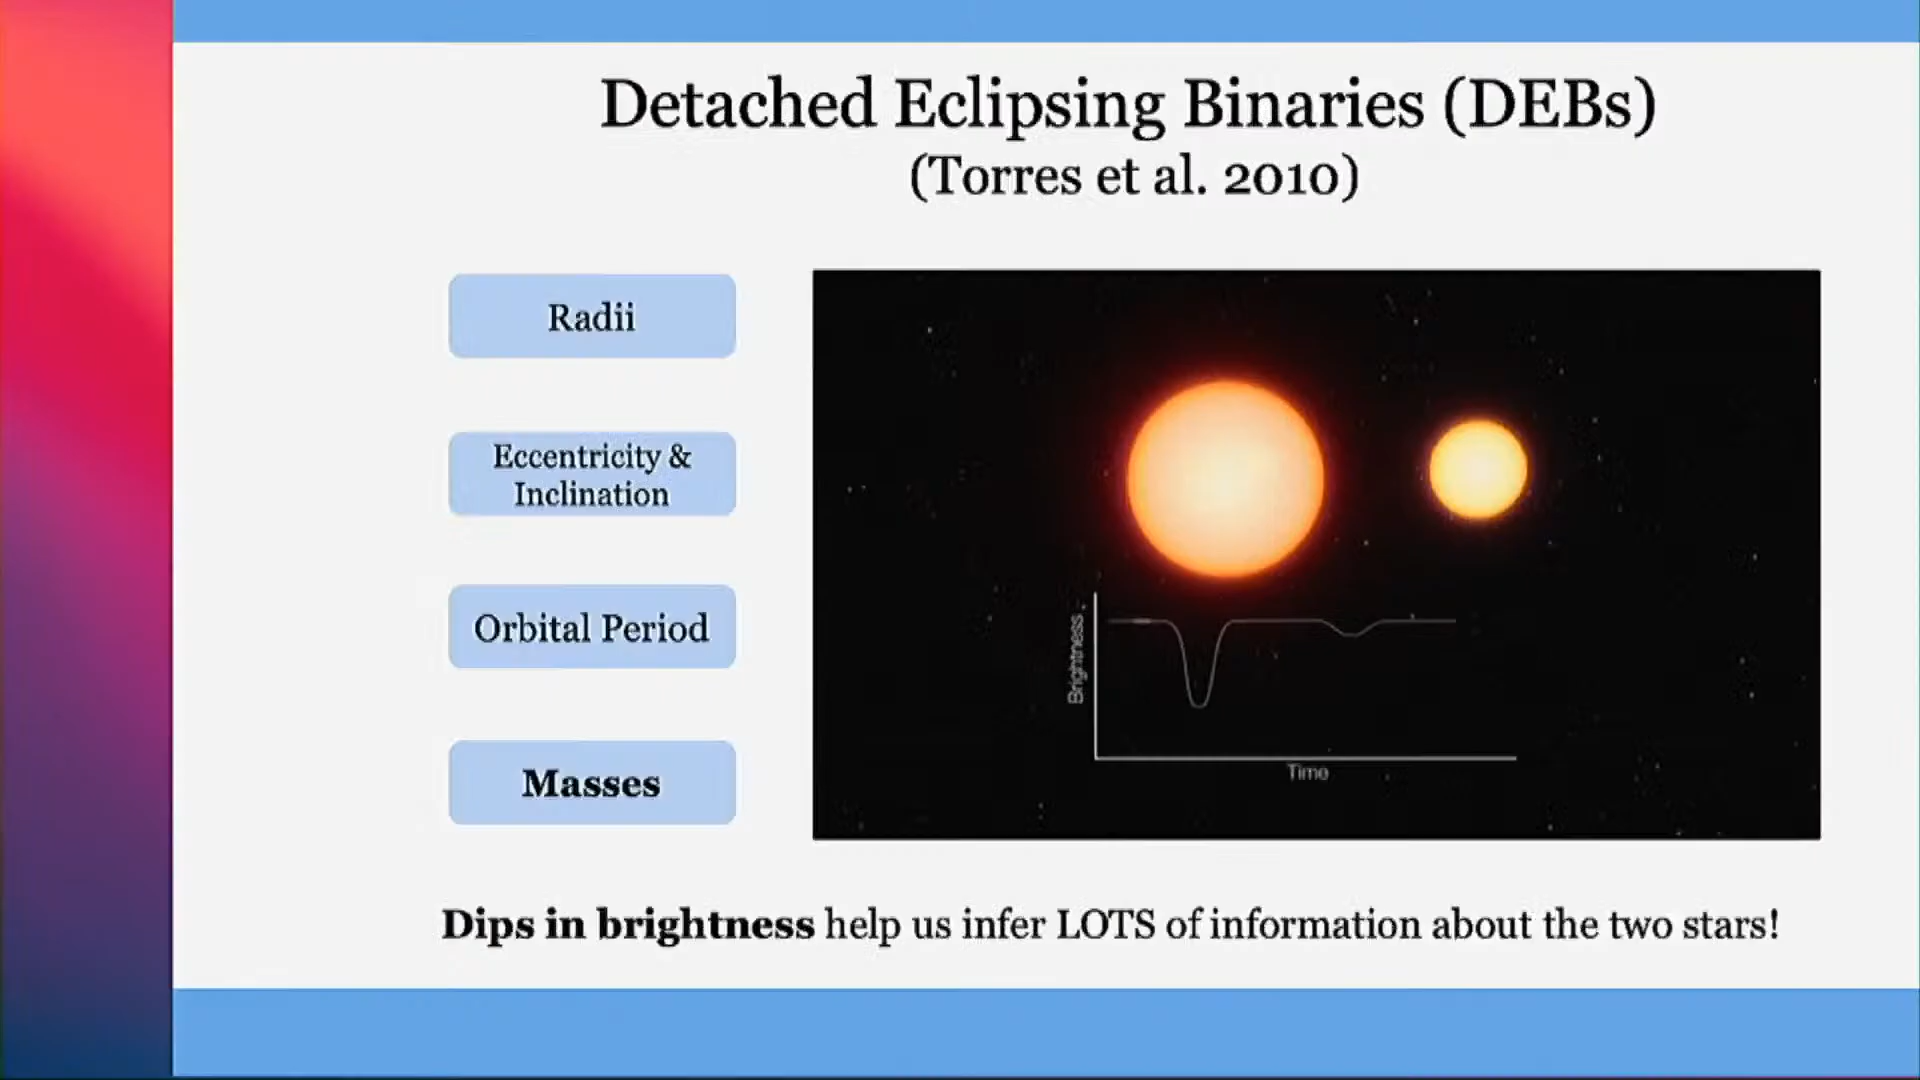 Detached Eclipsing Binaries (DEBs)
(Torres et al. 2010)
Radii
Eccentricity &
Inclination
Orbital Period
Masses
Brightness
Time
Dips in brightness help us infer LOTS of information about the two stars!